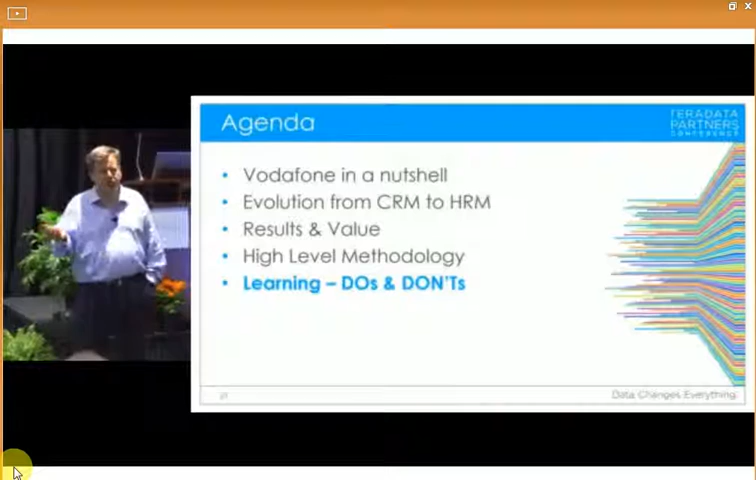 Agenda
TERADATA
PARTNERS
CONFERENCE
• Vodafone in a nutshell
• Evolution from CRM to HRM
• Results & Value
• High Level Methodology
• Learning – DOs & DON'Ts
Data Changes Everything.